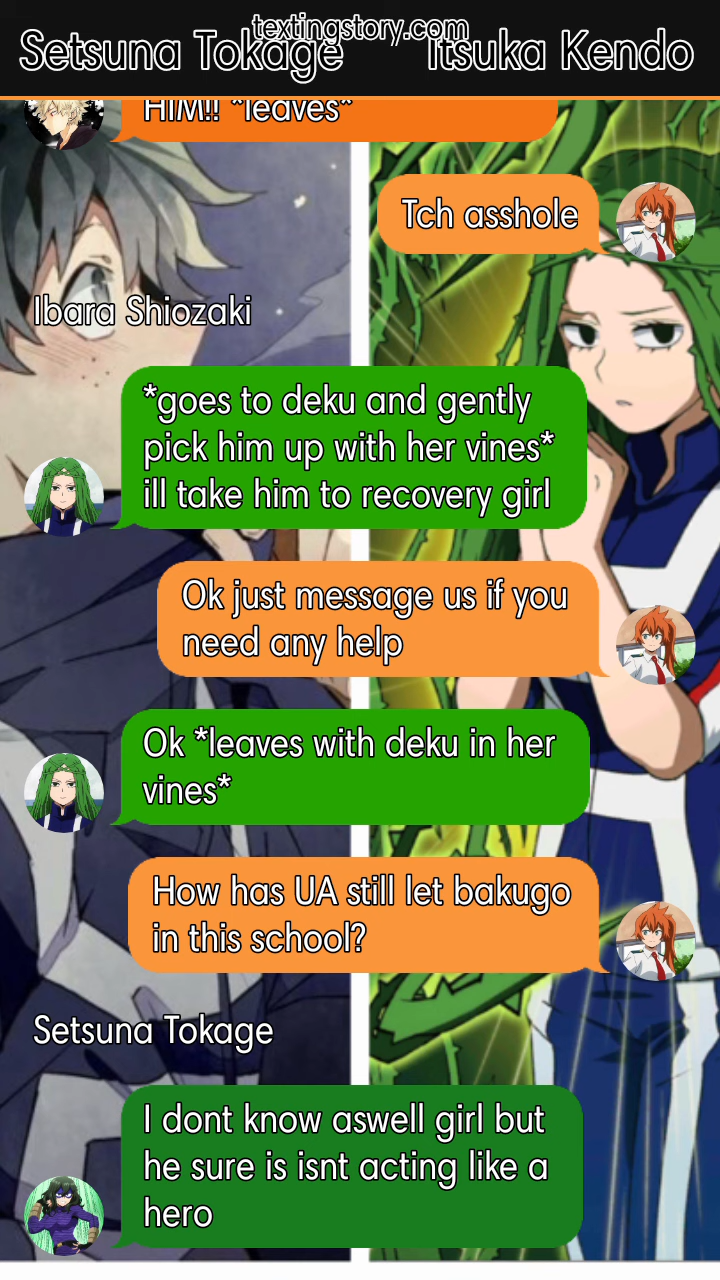 textingstory.com
Setsuna Tokage Itsuka Kendo
HIM!! *leaves*
Tch asshole
Ibara Shiozaki
*goes to deku and gently
pick him up with her vines*
ill take him to recovery girl
Ok just message us if you
need any help
Ok *leaves with deku in her
vines*
How has UA still let bakugo
in this school?
Setsuna Tokage
I dont know aswell girl but
he sure is isnt acting like a
hero